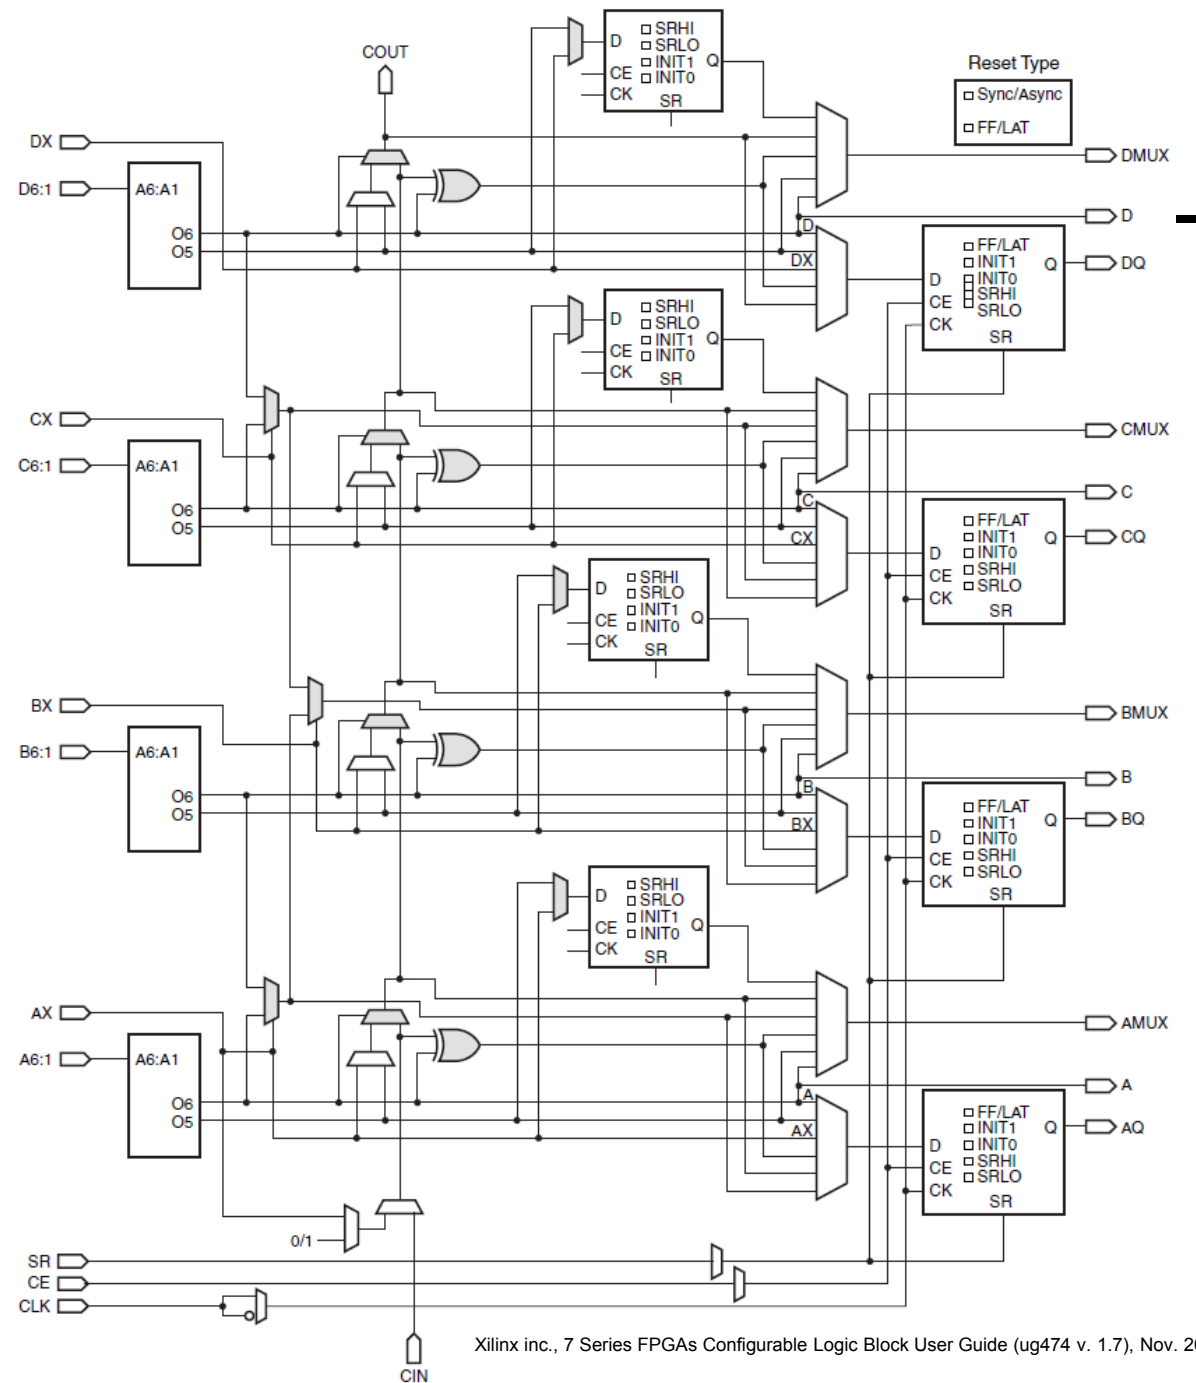 COUT
SRHI
D SRLO
INIT1 Q
CE INIT0
CK SR
Reset Type
Sync/Async
FF/LAT
DX
DMUX
D6:1 A6:A1
D
O6 D
O5
DX
FF/LAT
INIT1 Q DQ
D INIT0
CE SRHI
SRLO
CK
SR
SRHI
D SRLO
INIT1 Q
CE INIT0
CK SR
CX
CMUX
C6:1 A6:A1
C
O6 C
O5
CX
FF/LAT
INIT1 Q CQ
D INIT0
CE SRHI
SRLO
CK
SR
SRHI
D SRLO
INIT1 Q
CE INIT0
CK SR
BX
BMUX
B6:1 A6:A1
B
O6 B
O5
BX
FF/LAT
INIT1 Q BQ
D INIT0
CE SRHI
SRLO
CK
SR
SRHI
D SRLO
INIT1 Q
CE INIT0
CK SR
AX
AMUX
A6:1 A6:A1
A
O6 A
O5
AX
FF/LAT
INIT1 Q AQ
D INIT0
CE SRHI
SRLO
CK
SR
0/1
SR
CE
CLK
CIN
Xilinx inc., 7 Series FPGAs Configurable Logic Block User Guide (ug474 v. 1.7), Nov.